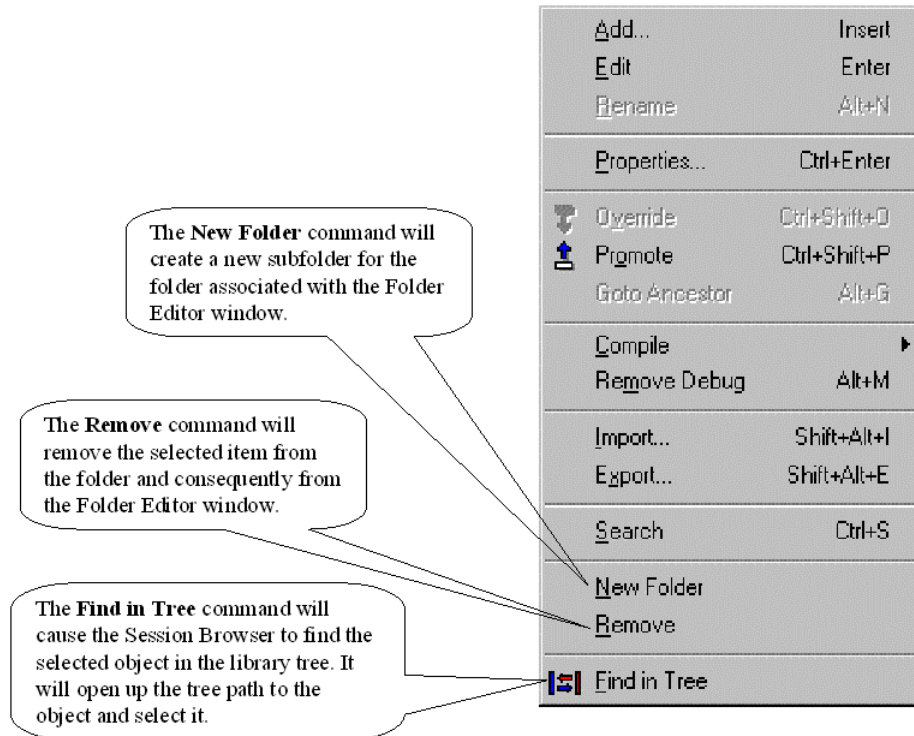 Add... Insert
Edit Enter
Rename Alt+N
Properties... Ctrl+Enter
Override Ctrl+Shift+O
Promote Ctrl+Shift+P
Goto Ancestor Alt+G
Compile
Remove Debug Alt+M
Import... Shift+Alt+I
Export... Shift+Alt+E
Search Ctrl+S
New Folder
Remove
Find in Tree
The New Folder command will
create a new subfolder for the
folder associated with the Folder
Editor window.
The Remove command will
remove the selected item from
the folder and consequently from
the Folder Editor window.
The Find in Tree command will
cause the Session Browser to find the
selected object in the library tree. It
will open up the tree path to the
object and select it.